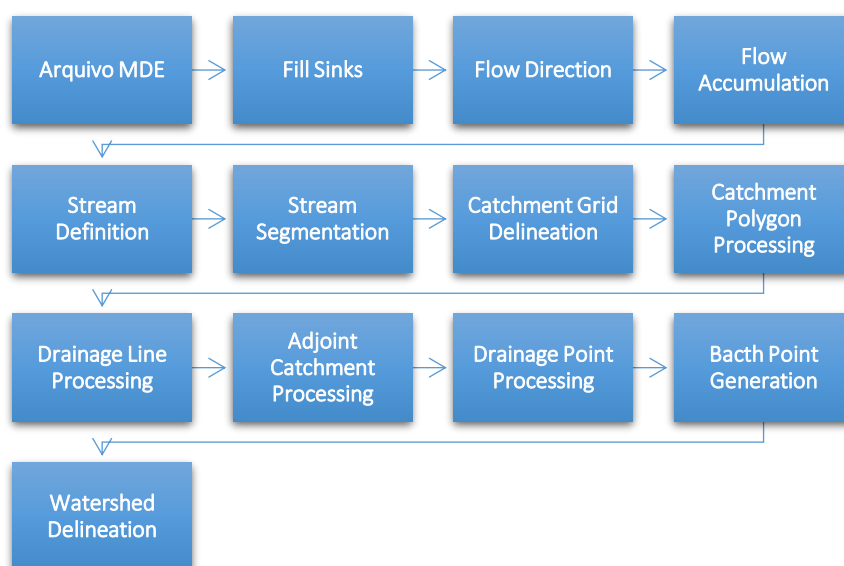 Arquivo MDE
Fill Sinks
Flow Direction
Flow
Accumulation
Stream
Definition
Stream
Segmentation
Catchment Grid
Delineation
Catchment
Polygon
Processing
Drainage Line
Processing
Adjoint
Catchment
Processing
Drainage Point
Processing
Bacth Point
Generation
Watershed
Delineation